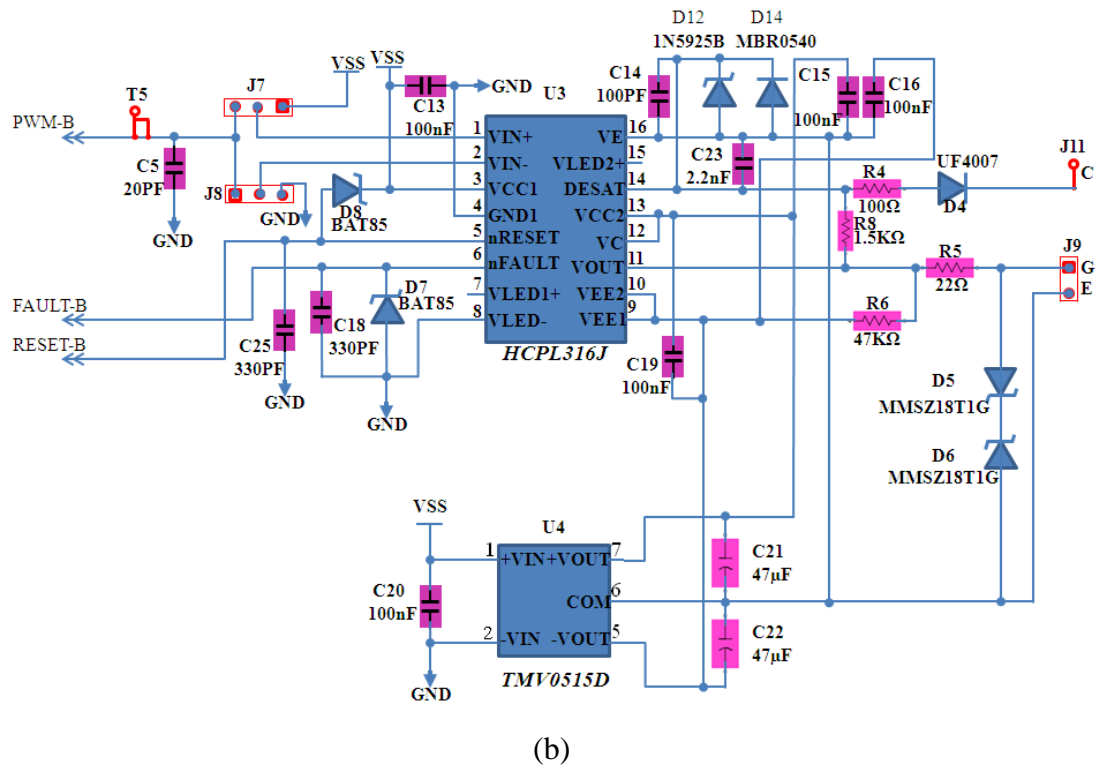 D12 D14
1N5925B MBR0540
VSS
VSS
J7
C13
100nF
GND
U3
C14
100PF
C15
100nF
C16
100nF
T5
PWM-B
C5
20PF
J8
GND
GND
D8
BAT85
1 VIN+
2 VIN-
3 VCC1
4 GND1
5 nRESET
6 nFAULT
7 VLED1+
8 VLED-
VE 16
VLED2+ 15
DESAT 14
VCC2 13
VC 12
VOUT 11
VEE2 10
VEE1 9
HCPL316J
C23
2.2nF
R4
100Ω
UF4007
D4
J11
C
R8
1.5KΩ
R5
22Ω
J9
G
E
R6
47KΩ
FAULT-B
RESET-B
D7
BAT85
C18
330PF
C25
330PF
GND
GND
C19
100nF
D5
MMSZ18T1G
D6
MMSZ18T1G
VSS
U4
C20
100nF
GND
1 +VIN +VOUT 7
COM 6
2 -VIN -VOUT 5
TMV0515D
C21
47µF
C22
47µF
(b)